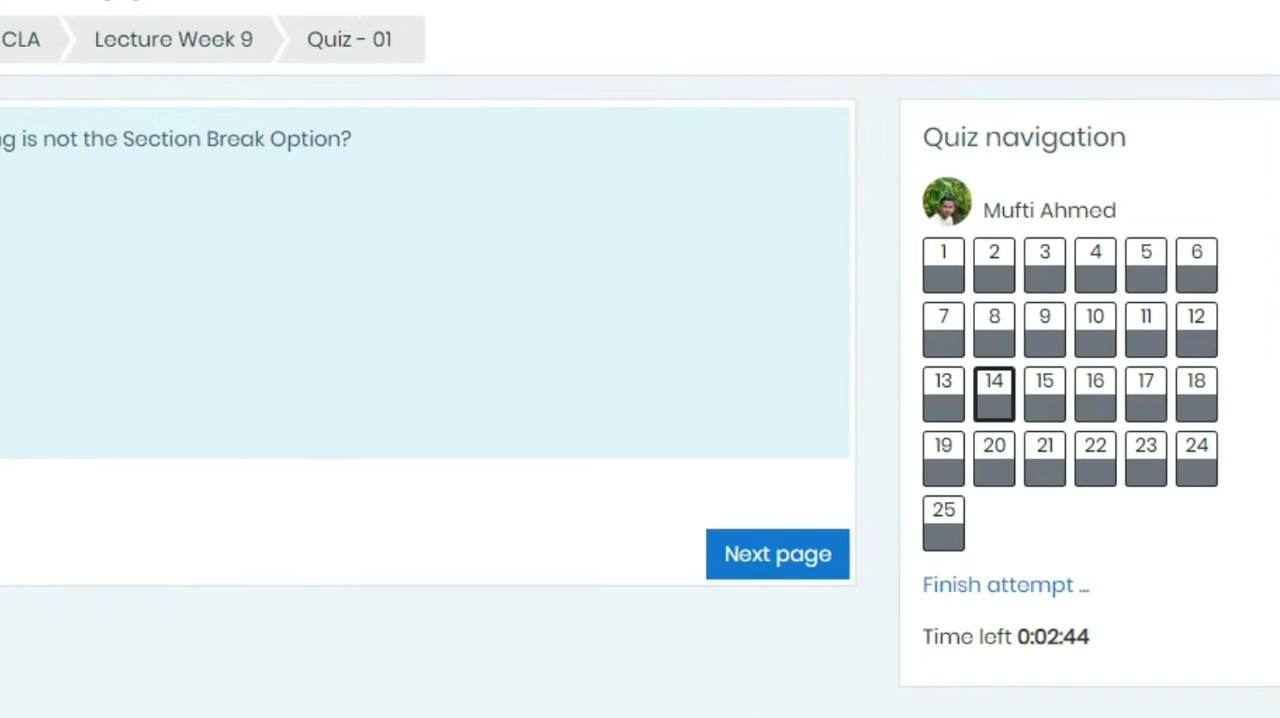 CLA
Lecture Week 9
Quiz - 01
is not the Section Break Option?
Quiz navigation
Mufti Ahmed
1 2 3 4 5 6
7 8 9 10 11 12
13 14 15 16 17 18
19 20 21 22 23 24
25
Next page
Finish attempt ...
Time left 0:02:44